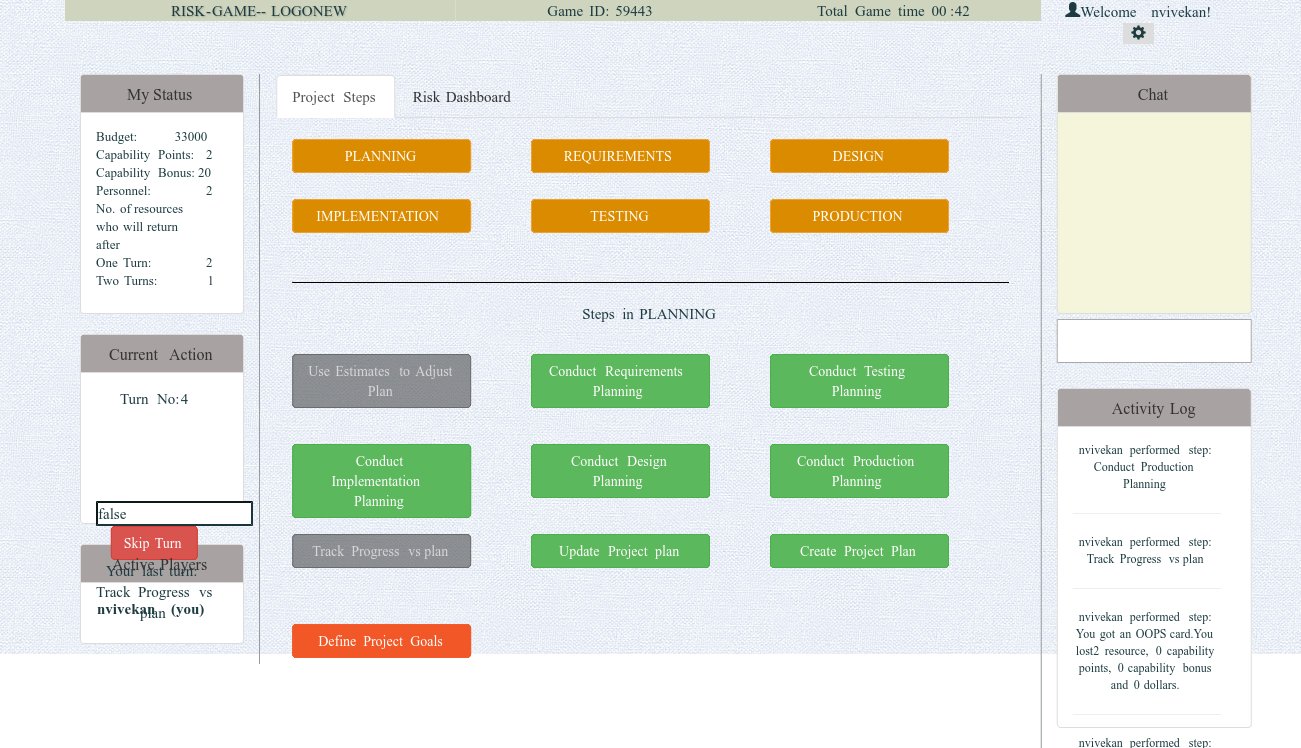 RISK-GAME-- LOGONEW
Game ID: 59443
Total Game time 00 :42
Welcome nvivekan!
My Status
Budget: 33000
Capability Points: 2
Capability Bonus: 20
Personnel: 2
No. of resources
who will return
after
One Turn: 2
Two Turns: 1
Current Action
Turn No:4
false
Skip Turn
Active Players
Your last turn:
Track Progress vs
plan
nvivekan (you)
Project Steps
Risk Dashboard
PLANNING
REQUIREMENTS
DESIGN
IMPLEMENTATION
TESTING
PRODUCTION
Steps in PLANNING
Use Estimates to Adjust
Plan
Conduct Requirements
Planning
Conduct Testing
Planning
Conduct
Implementation
Planning
Conduct Design
Planning
Conduct Production
Planning
Track Progress vs plan
Update Project plan
Create Project Plan
Define Project Goals
Chat
Activity Log
nvivekan performed step:
Conduct Production
Planning
nvivekan performed step:
Track Progress vs plan
nvivekan performed step:
You got an OOPS card.You
lost2 resource, 0 capability
points, 0 capability bonus
and 0 dollars.
nvivekan performed step: